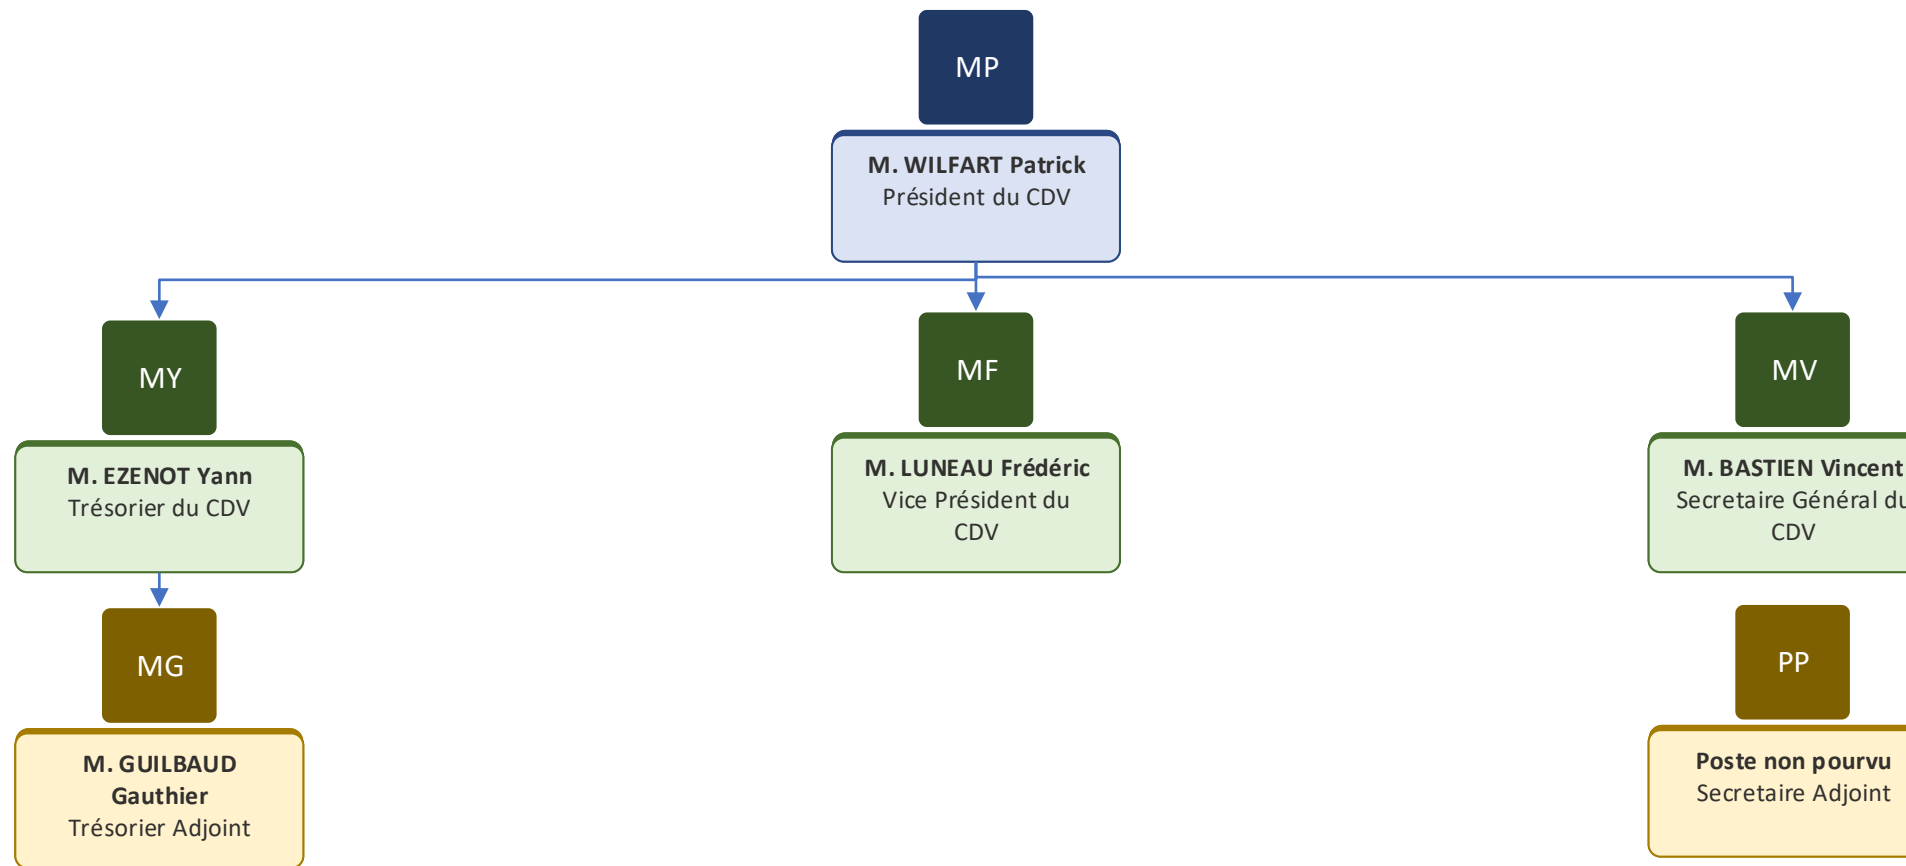 MP
M. WILFART Patrick
Président du CDV
MY
M. EZENOT Yann
Trésorier du CDV
MF
M. LUNEAU Frédéric
Vice Président du
CDV
MV
M. BASTIEN Vincent
Secretaire Général du
CDV
MG
M. GUILBAUD
Gauthier
Trésorier Adjoint
PP
Poste non pourvu
Secretaire Adjoint